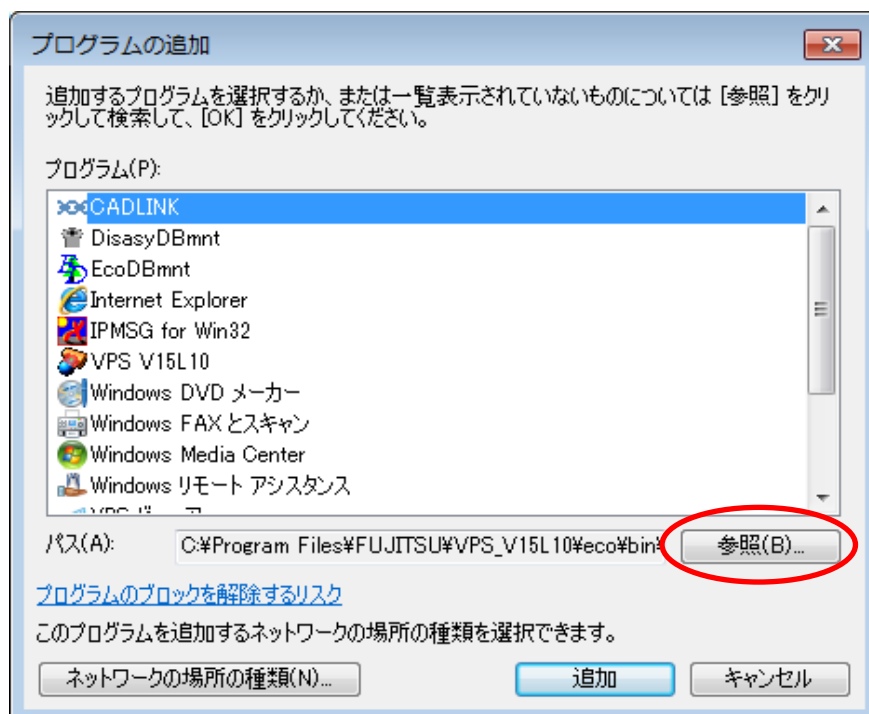 プログラムの追加
追加するプログラムを選択するか、または一覧表示されていないものについては [参照] をクリ
ックして検索して、[OK] をクリックしてください。
プログラム(P):
CADLINK
DisasyDBmnt
EcoDBmnt
Internet Explorer
IPMSG for Win32
VPS V15L10
Windows DVD メーカー
Windows FAX とスキャン
Windows Media Center
Windows リモート アシスタンス
パス(A): C:¥Program Files¥FUJITSU¥VPS_V15L10¥eco¥bin¥ 参照(B)...
プログラムのブロックを解除するリスク
このプログラムを追加するネットワークの場所の種類を選択できます。
ネットワークの場所の種類(N)... 追加 キャンセル